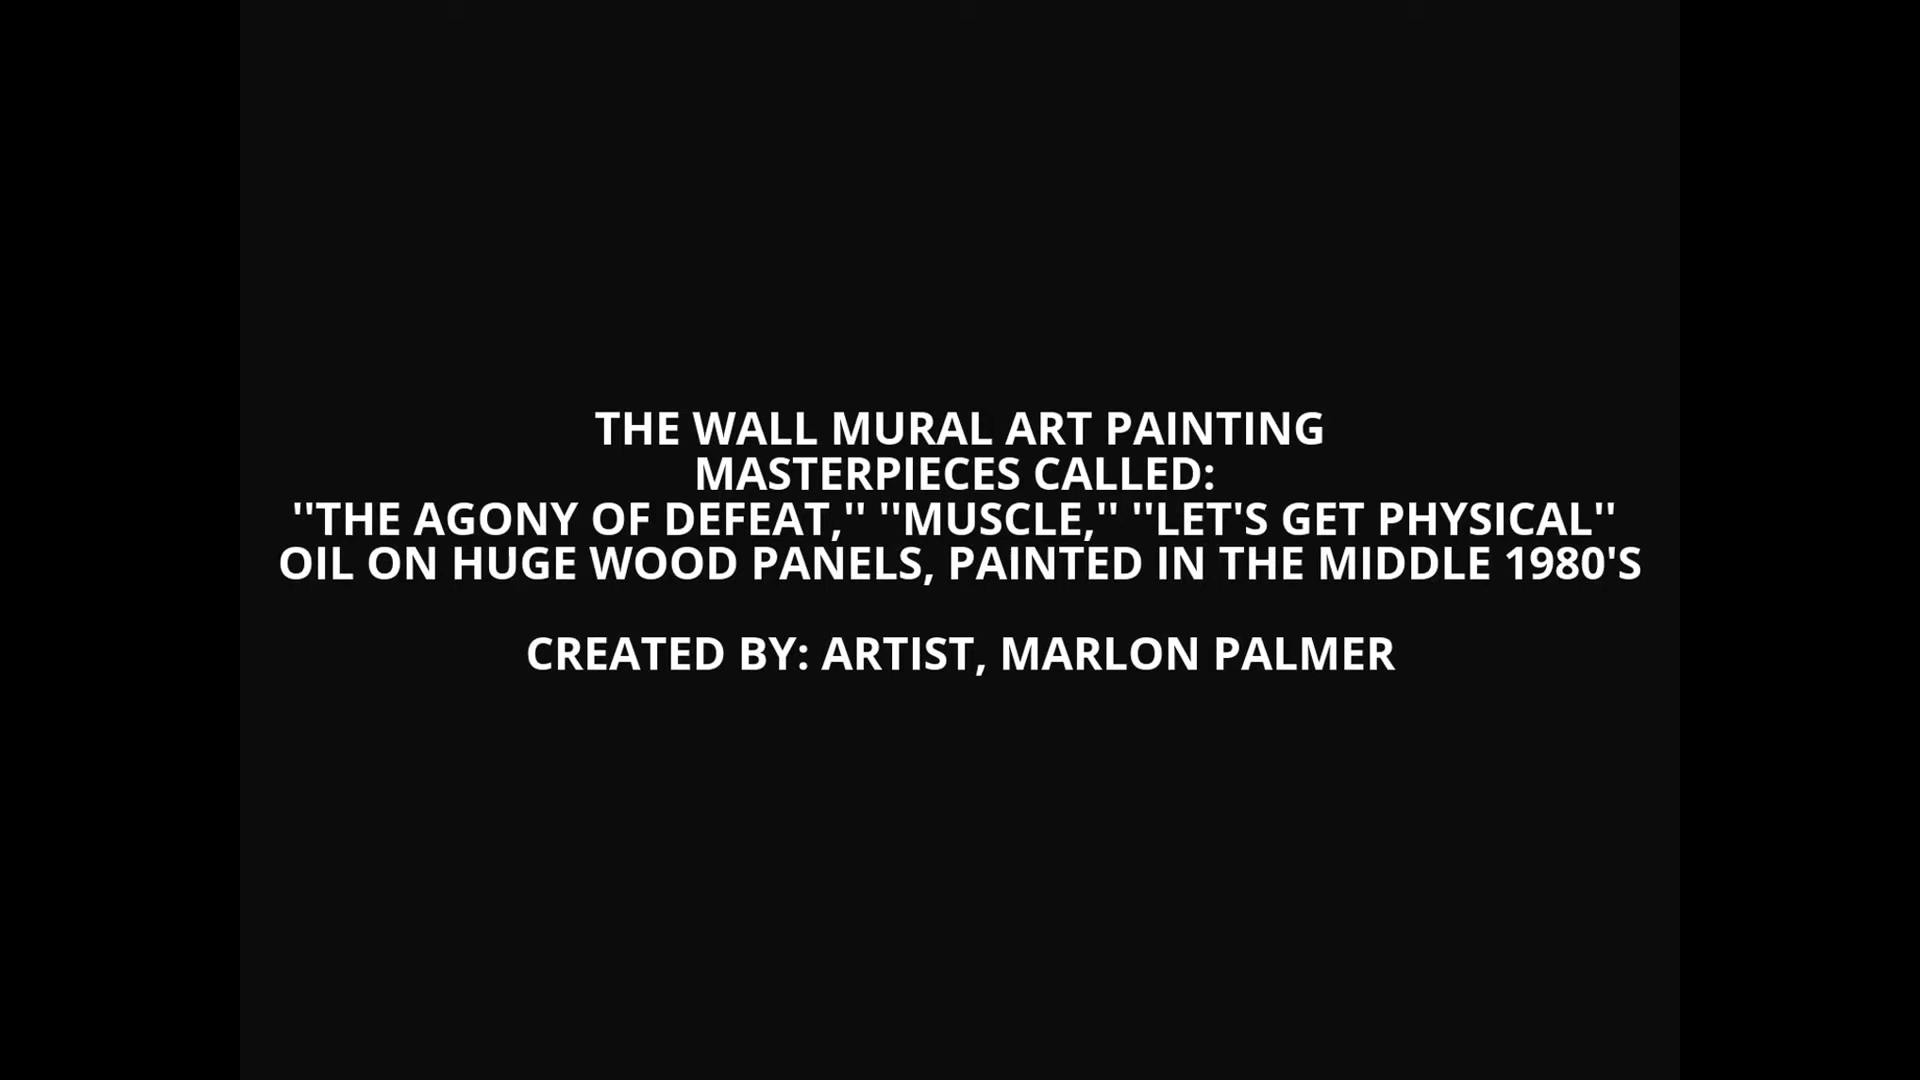 THE WALL MURAL ART PAINTING
MASTERPIECES CALLED:
''THE AGONY OF DEFEAT,'' ''MUSCLE,'' ''LET'S GET PHYSICAL''
OIL ON HUGE WOOD PANELS, PAINTED IN THE MIDDLE 1980'S
CREATED BY: ARTIST, MARLON PALMER